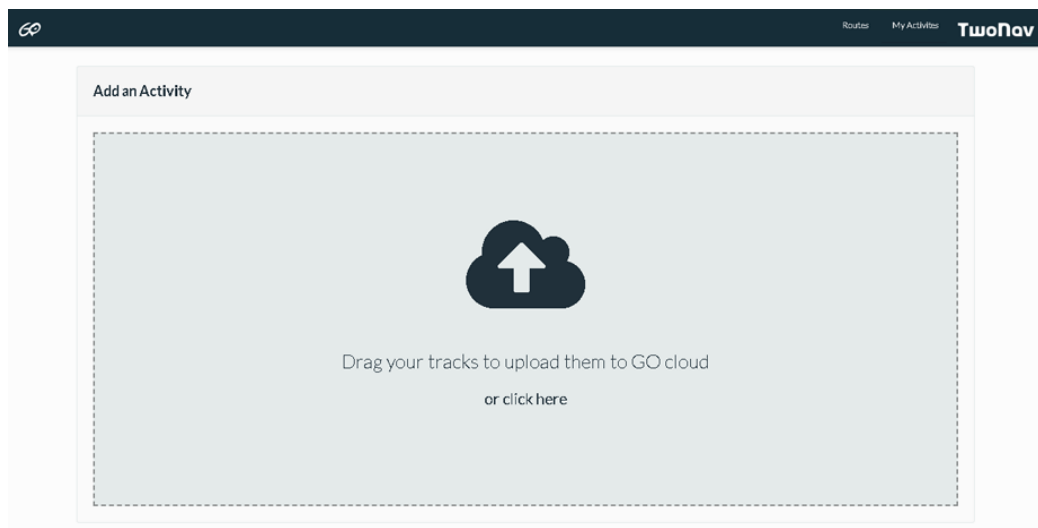 GO
Routes
My Activites
TwoNav
Add an Activity
Drag your tracks to upload them to GO cloud
or click here